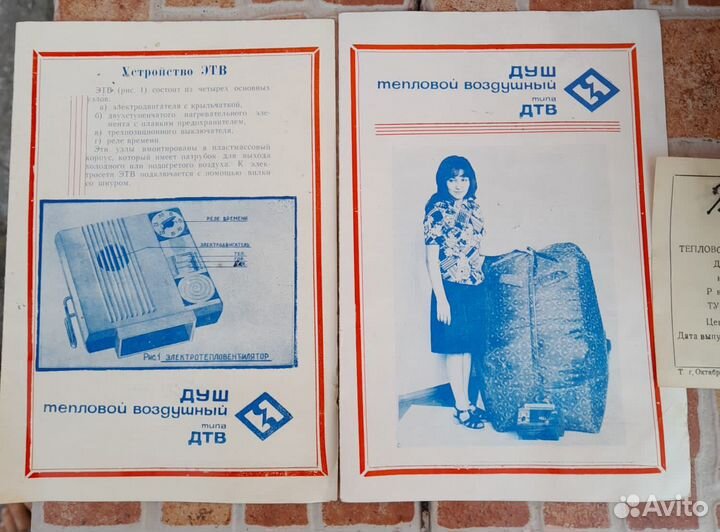 Устройство ЭТВ
ЭТВ (рис. 1) состоит из четырех основных
узлов.
а) электродвигателя с крыльчаткой,
б) двухступенчатого нагревательного эле-
мента с плавким предохранителем,
в) трехпозиционного выключателя,
г) реле времени
Эти узлы вмонтированы в пластмассовый
корпус, который имеет патрубок для выхода
холодного или подогретого воздуха. К элек-
тросети ЭТВ подключается с помощью вилки
со шнуром.
РЕЛЕ ВРЕМЕНИ
ЭЛЕКТРОДВИГАТЕЛЬ
Рис1 ЭЛЕКТРОТЕПЛОВЕНТИЛЯТОР
ДУШ
тепловой воздушный
типа
ДТВ
ДУШ
тепловой воздушный
типа
ДТВ
ТЕПЛОВО
Д
Р
ТУ
Це
Дата выпу
Т г, Октябр
Avito